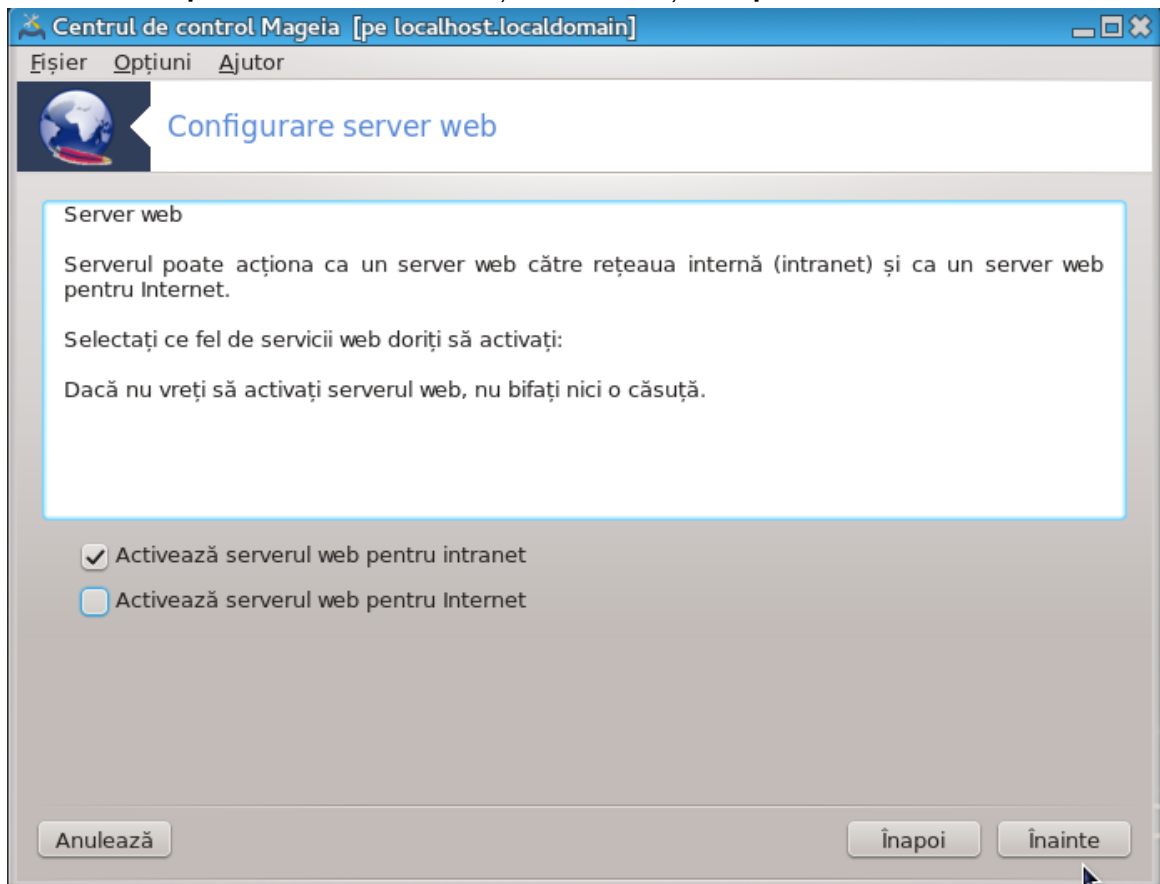 Centrul de control Mageia [pe localhost.localdomain]
Fișier Opțiuni Ajutor
Configurare server web
Server web
Serverul poate acționa ca un server web către rețeaua internă (intranet) și ca un server web
pentru Internet.
Selectați ce fel de servicii web doriți să activați:
Dacă nu vreți să activați serverul web, nu bifați nici o căsuță.
Activează serverul web pentru intranet
Activează serverul web pentru Internet
Anulează Înapoi Înainte